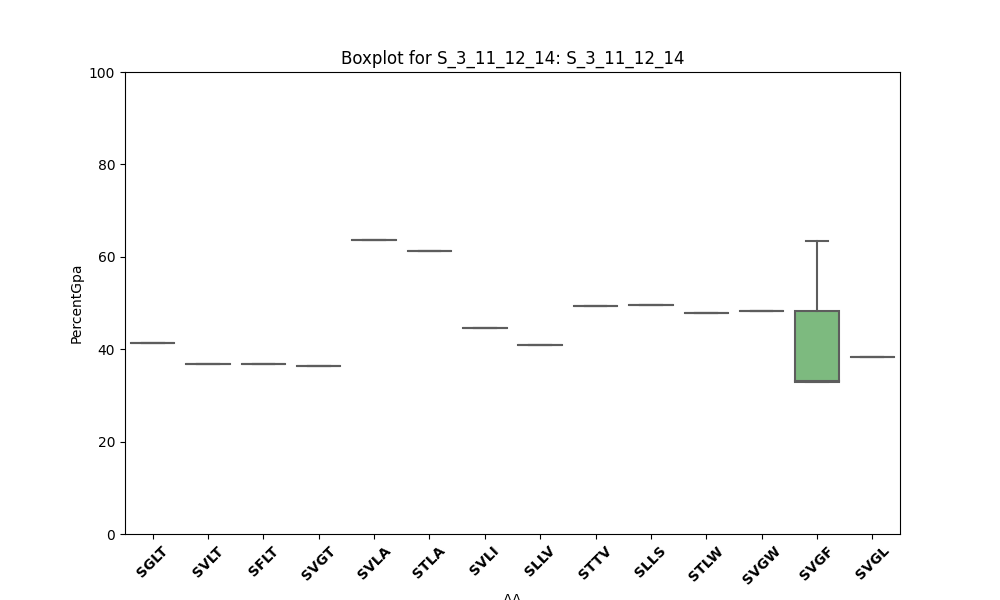 Boxplot for S_3_11_12_14: S_3_11_12_14
100
80
60
40
20
0
PercentGpa
SGLT SVLT SFLT SVGT SVLA STLA SVLI SLLV STTV SLLS STLW SVGW SVGF SVGL
AA